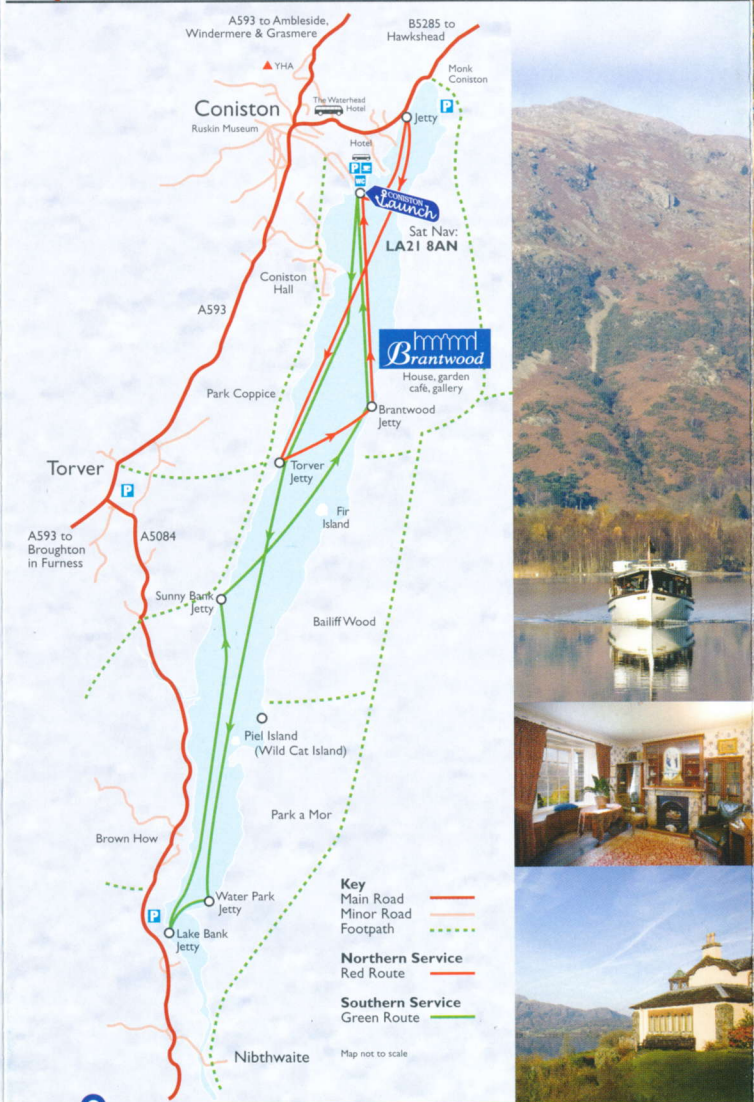 A593 to Ambleside,
Windermere & Grasmere
B5285 to
Hawkshead
YHA
Monk
Coniston
Coniston
Ruskin Museum
The Waterhead
Hotel
P
Jetty
Hotel
P
WC
CONISTON
Launch
Sat Nav:
LA21 8AN
Coniston
Hall
A593
Brantwood
House, garden
cafè, gallery
Park Coppice
Brantwood
Jetty
Torver
Torver
Jetty
P
Fir
Island
A593 to
Broughton
in Furness
A5084
Sunny Bank
Jetty
Bailiff Wood
Piel Island
(Wild Cat Island)
Park a Mor
Brown How
Water Park
Jetty
P
Lake Bank
Jetty
Key
Main Road
Minor Road
Footpath
Northern Service
Red Route
Southern Service
Green Route
Nibthwaite
Map not to scale